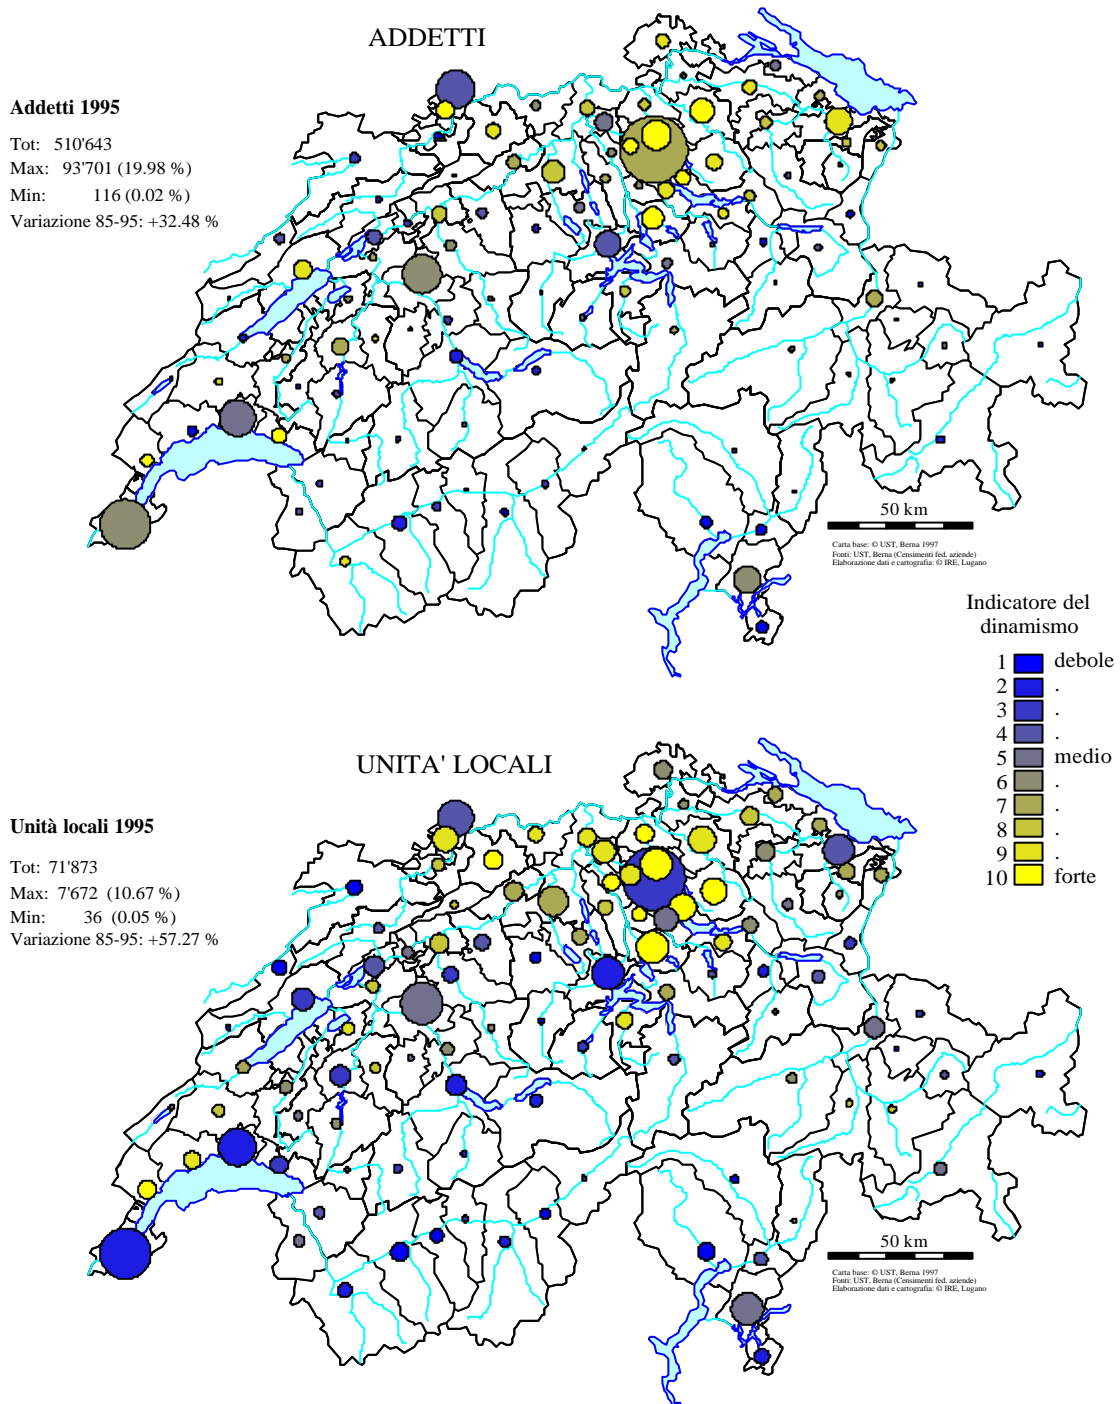 ADDETTI
Addetti 1995
Tot: 510'643
Max: 93'701 (19.98 %)
Min: 116 (0.02 %)
Variazione 85-95: +32.48 %
50 km
Carta base: © UST, Berna 1997
Fonti: UST, Berna (Censimenti fed. aziende)
Elaborazione dati e cartografia: © IRE, Lugano
Indicatore del
dinamismo
1 debole
2 .
3 .
4 .
5 medio
6 .
7 .
8 .
9 .
10 forte
UNITA' LOCALI
Unità locali 1995
Tot: 71'873
Max: 7'672 (10.67 %)
Min: 36 (0.05 %)
Variazione 85-95: +57.27 %
50 km
Carta base: © UST, Berna 1997
Fonti: UST, Berna (Censimenti fed. aziende)
Elaborazione dati e cartografia: © IRE, Lugano